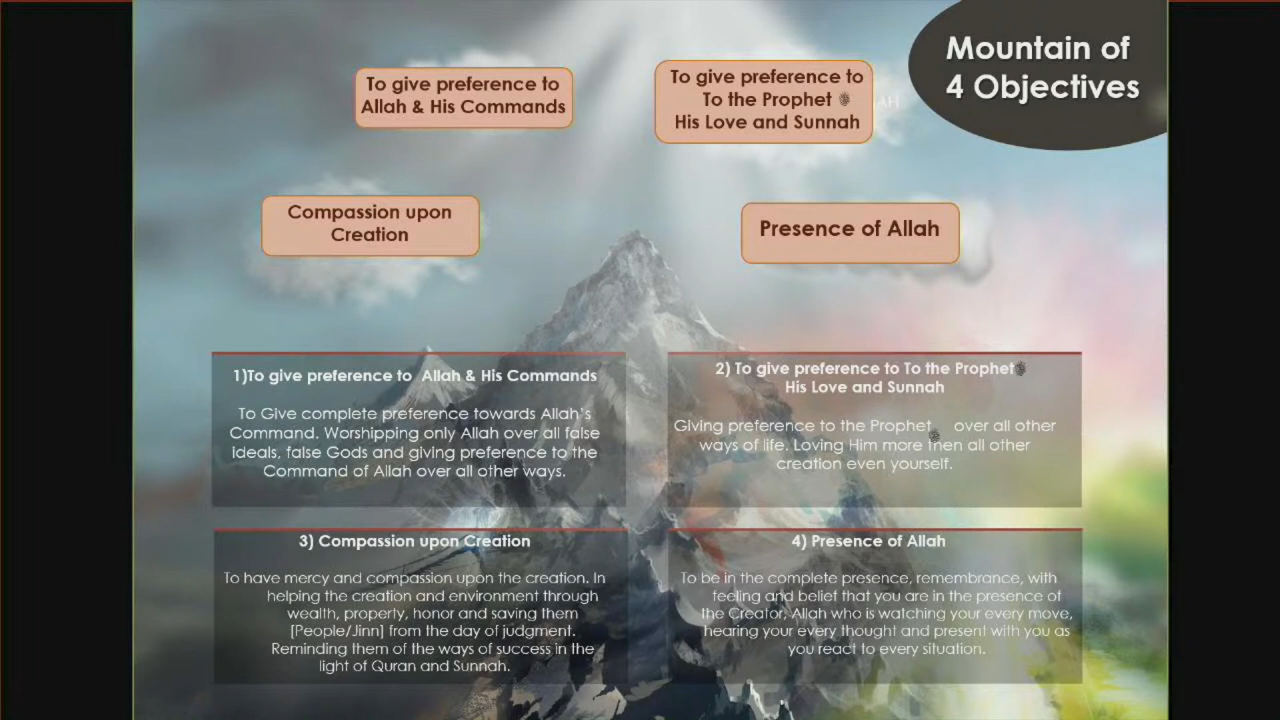 Mountain of
4 Objectives
To give preference to
Allah & His Commands
To give preference to
To the Prophet ﷺ
His Love and Sunnah
AH
Compassion upon
Creation
Presence of Allah
1)To give preference to Allah & His Commands
To Give complete preference towards Allah's
Command. Worshipping only Allah over all false
ideals, false Gods and giving preference to the
Command of Allah over all other ways.
2) To give preference to To the Prophet ﷺ
His Love and Sunnah
Giving preference to the Prophet ﷺ over all other
ways of life. Loving Him more then all other
creation even yourself.
3) Compassion upon Creation
To have mercy and compassion upon the creation. In
helping the creation and environment through
wealth, property, honor and saving them
[People/Jinn] from the day of judgment.
Reminding them of the ways of success in the
light of Quran and Sunnah.
4) Presence of Allah
To be in the complete presence, remembrance, with
feeling and belief that you are in the presence of
the Creator, Allah who is watching your every move,
hearing your every thought and present with you as
you react to every situation.